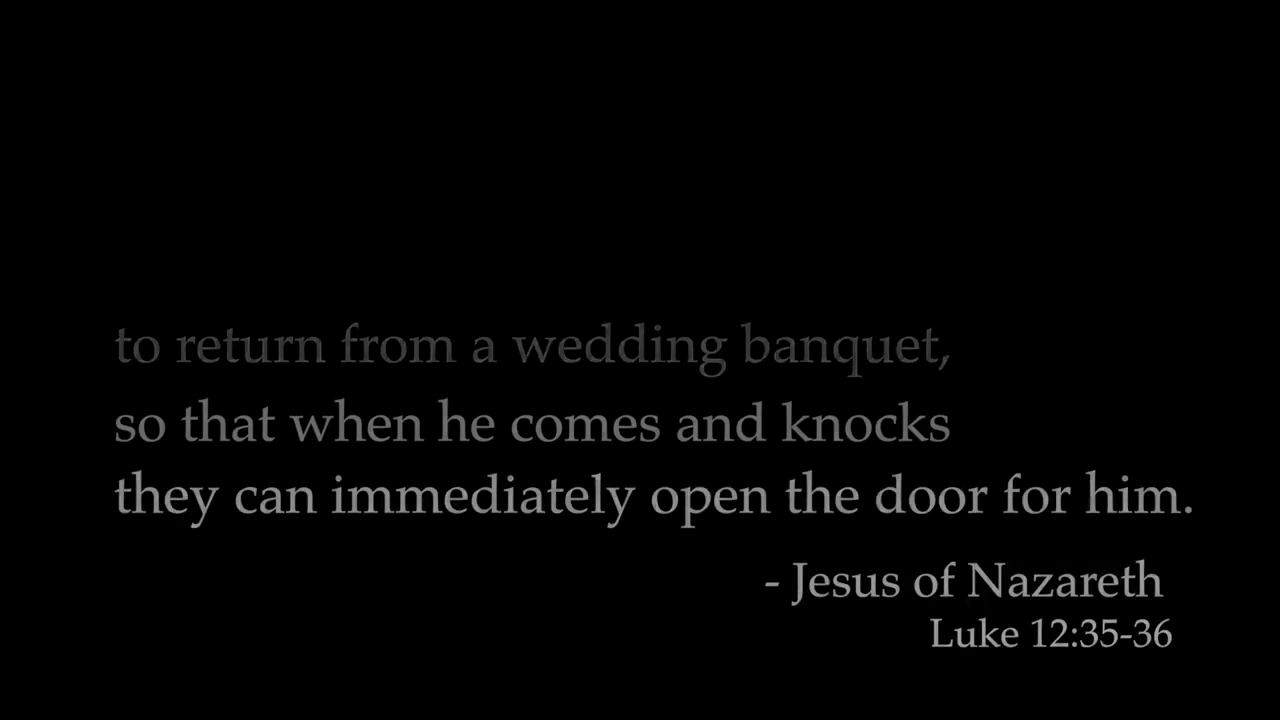 to return from a wedding banquet,
so that when he comes and knocks
they can immediately open the door for him.
- Jesus of Nazareth
Luke 12:35-36